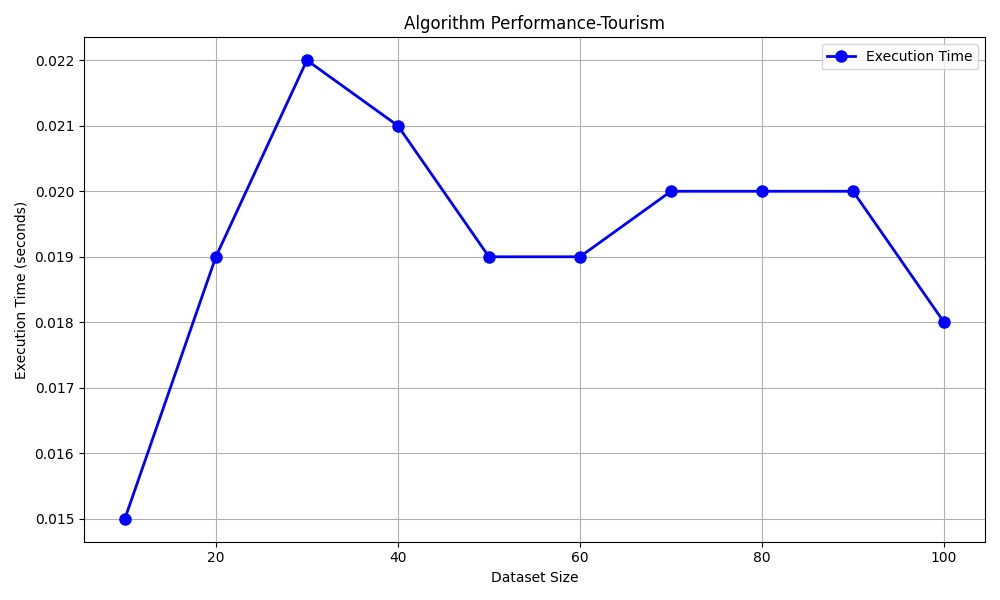 Algorithm Performance-Tourism
Execution Time
Execution Time (seconds)
0.022
0.021
0.020
0.019
0.018
0.017
0.016
0.015
20 40 60 80 100
Dataset Size